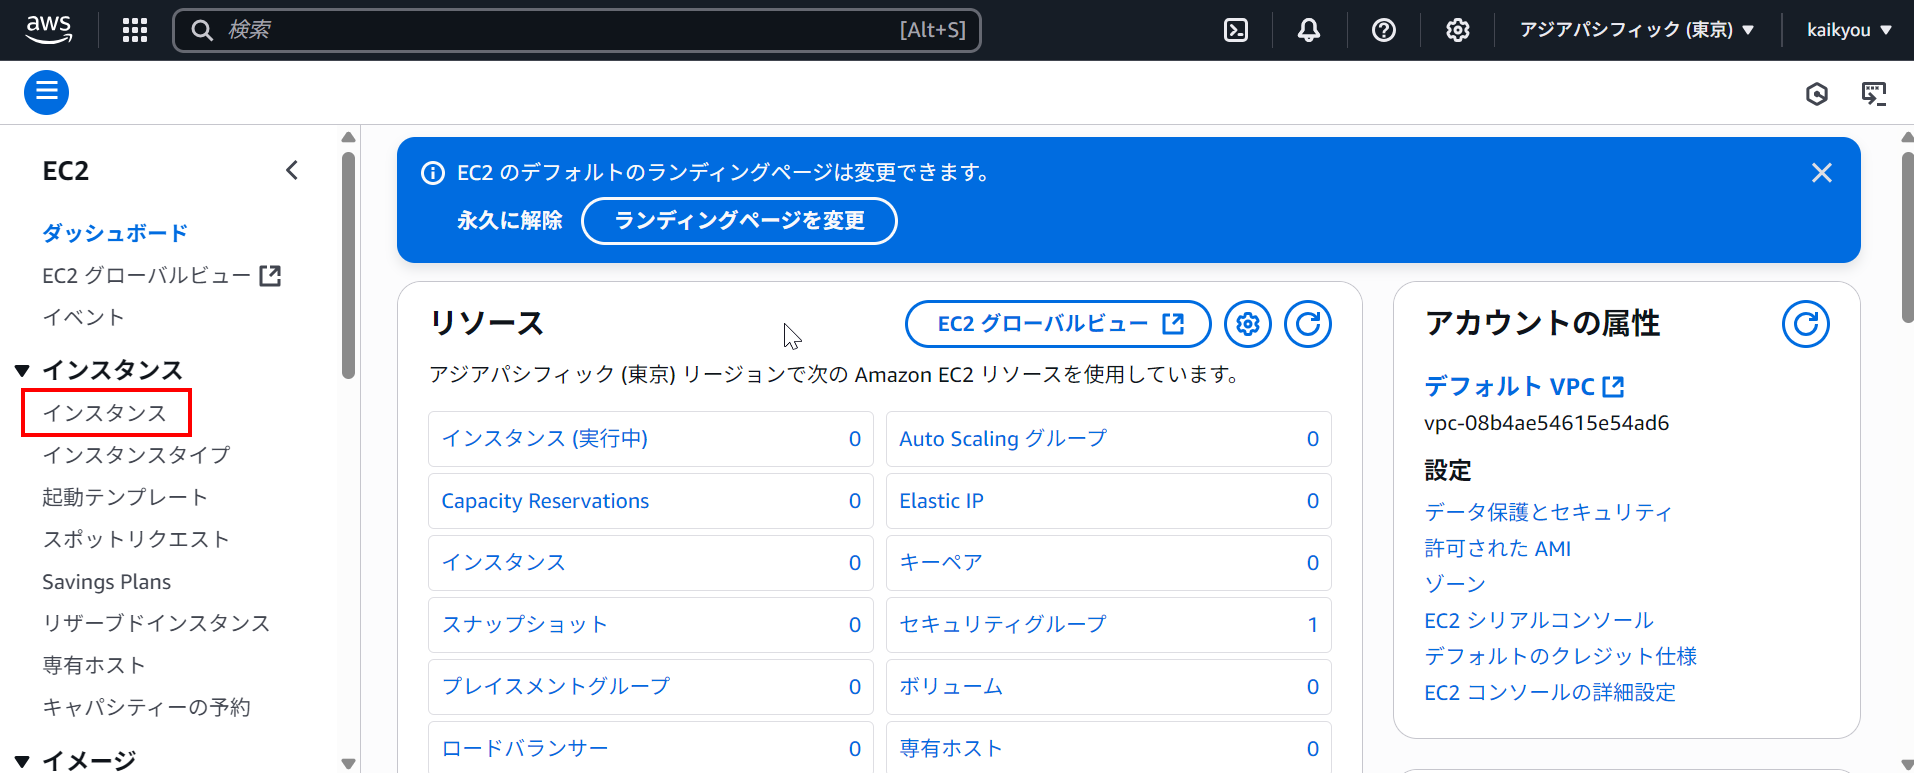 aws
検索 [Alt+S]
アジアパシフィック (東京) ▼
kaikyou ▼
EC2
ダッシュボード
EC2 グローバルビュー
イベント
▼ インスタンス
インスタンス
インスタンスタイプ
起動テンプレート
スポットリクエスト
Savings Plans
リザーブドインスタンス
専有ホスト
キャパシティーの予約
▼ イメージ
EC2 のデフォルトのランディングページは変更できます。
永久に解除 ランディングページを変更
リソース
EC2 グローバルビュー
アジアパシフィック (東京) リージョンで次の Amazon EC2 リソースを使用しています。
インスタンス (実行中) 0
Auto Scaling グループ 0
Capacity Reservations 0
Elastic IP 0
インスタンス 0
キーペア 0
スナップショット 0
セキュリティグループ 1
プレイスメントグループ 0
ボリューム 0
ロードバランサー 0
専有ホスト 0
アカウントの属性
デフォルト VPC
vpc-08b4ae54615e54ad6
設定
データ保護とセキュリティ
許可された AMI
ゾーン
EC2 シリアルコンソール
デフォルトのクレジット仕様
EC2 コンソールの詳細設定